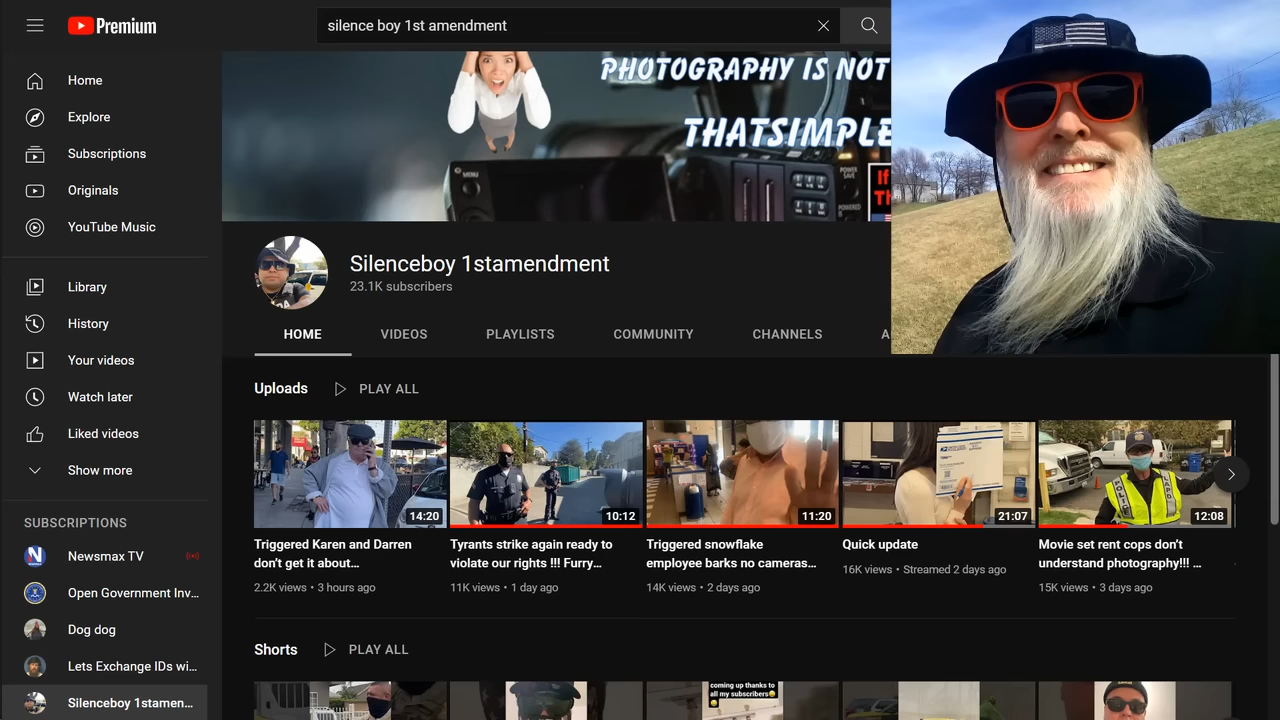 Premium
silence boy 1st amendment
Home
Explore
Subscriptions
Originals
YouTube Music
Library
History
Your videos
Watch later
Liked videos
Show more
SUBSCRIPTIONS
Newsmax TV
Open Government Inv...
Dog dog
Lets Exchange IDs wi...
Silenceboy 1stamen...
PHOTOGRAPHY IS NOT
THATSIMPLE
MENU
POWER
SAVE
If
Silenceboy 1stamendment
23.1K subscribers
HOME
VIDEOS
PLAYLISTS
COMMUNITY
CHANNELS
Uploads
PLAY ALL
14:20
10:12
11:20
21:07
12:08
Triggered Karen and Darren
don't get it about...
2.2K views • 3 hours ago
Tyrants strike again ready to
violate our rights !!! Furry...
11K views • 1 day ago
Triggered snowflake
employee barks no cameras...
14K views • 2 days ago
Quick update
16K views • Streamed 2 days ago
Movie set rent cops don't
understand photography!!! ...
15K views • 3 days ago
Shorts
PLAY ALL
coming up thanks to
all my subscribers